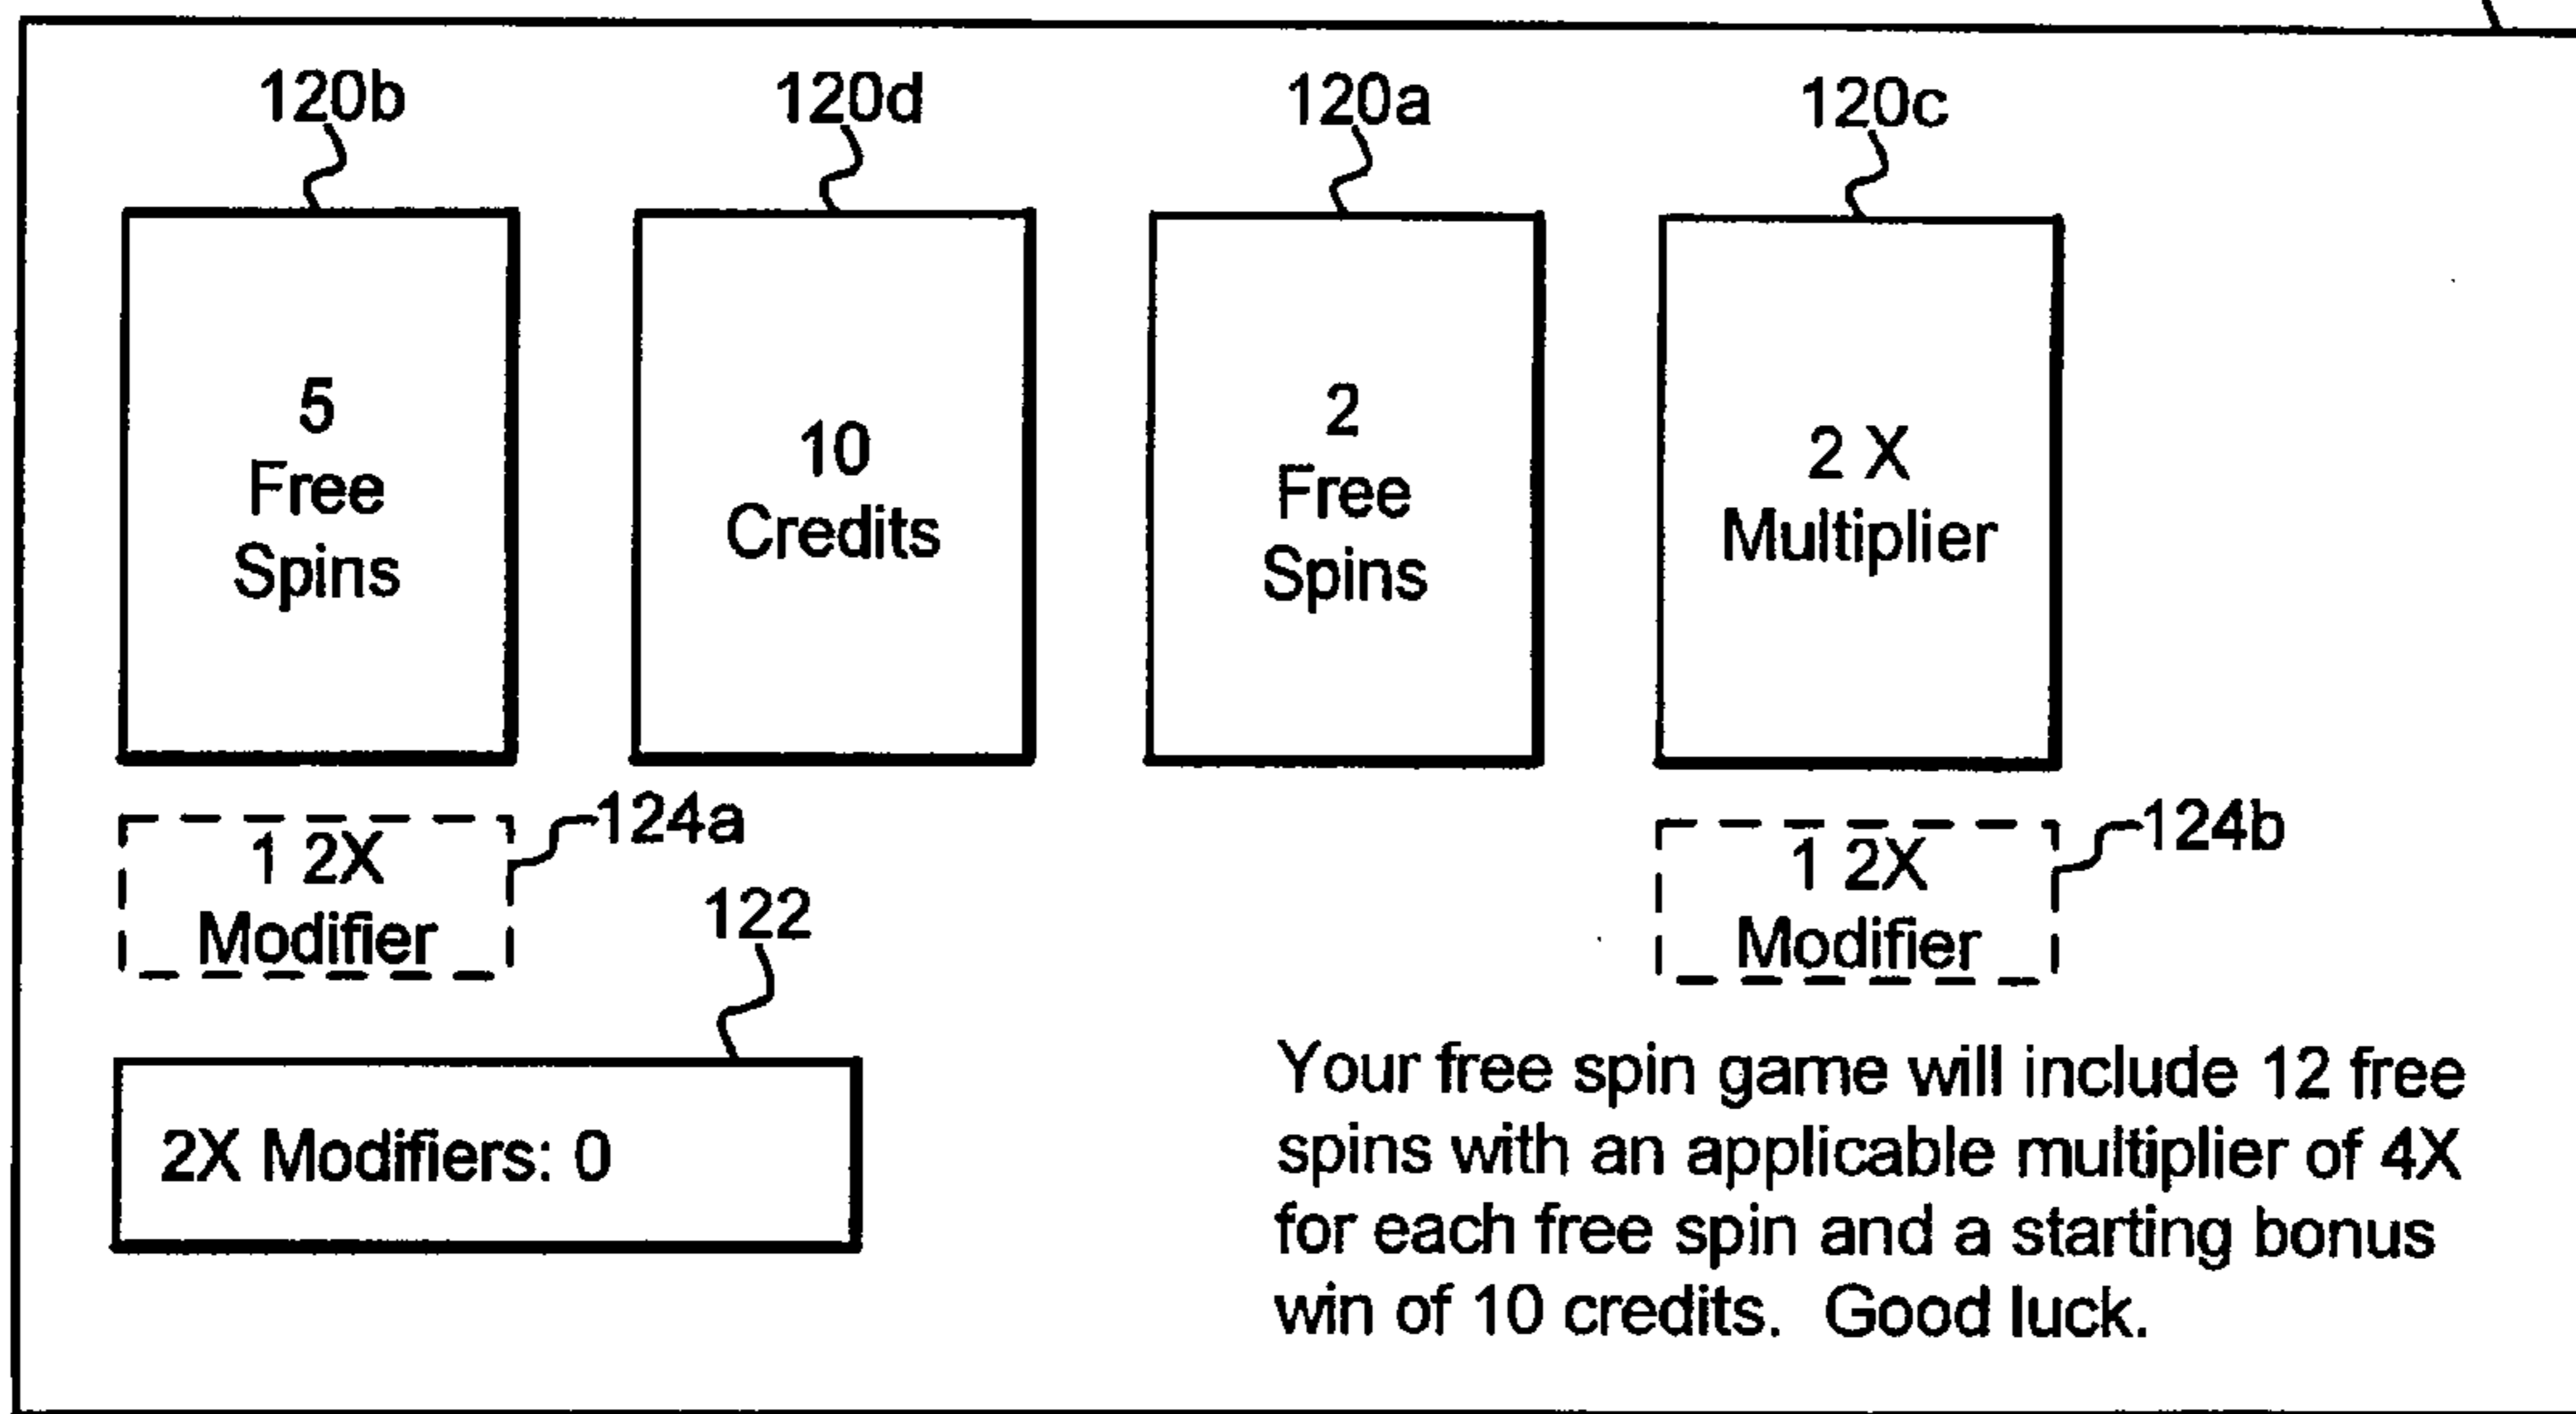 120b
120d
120a
120c
5
Free
Spins
10
Credits
2
Free
Spins
2 X
Multiplier
1 2X
Modifier
124a
1 2X
Modifier
124b
122
2X Modifiers: 0
Your free spin game will include 12 free
spins with an applicable multiplier of 4X
for each free spin and a starting bonus
win of 10 credits. Good luck.